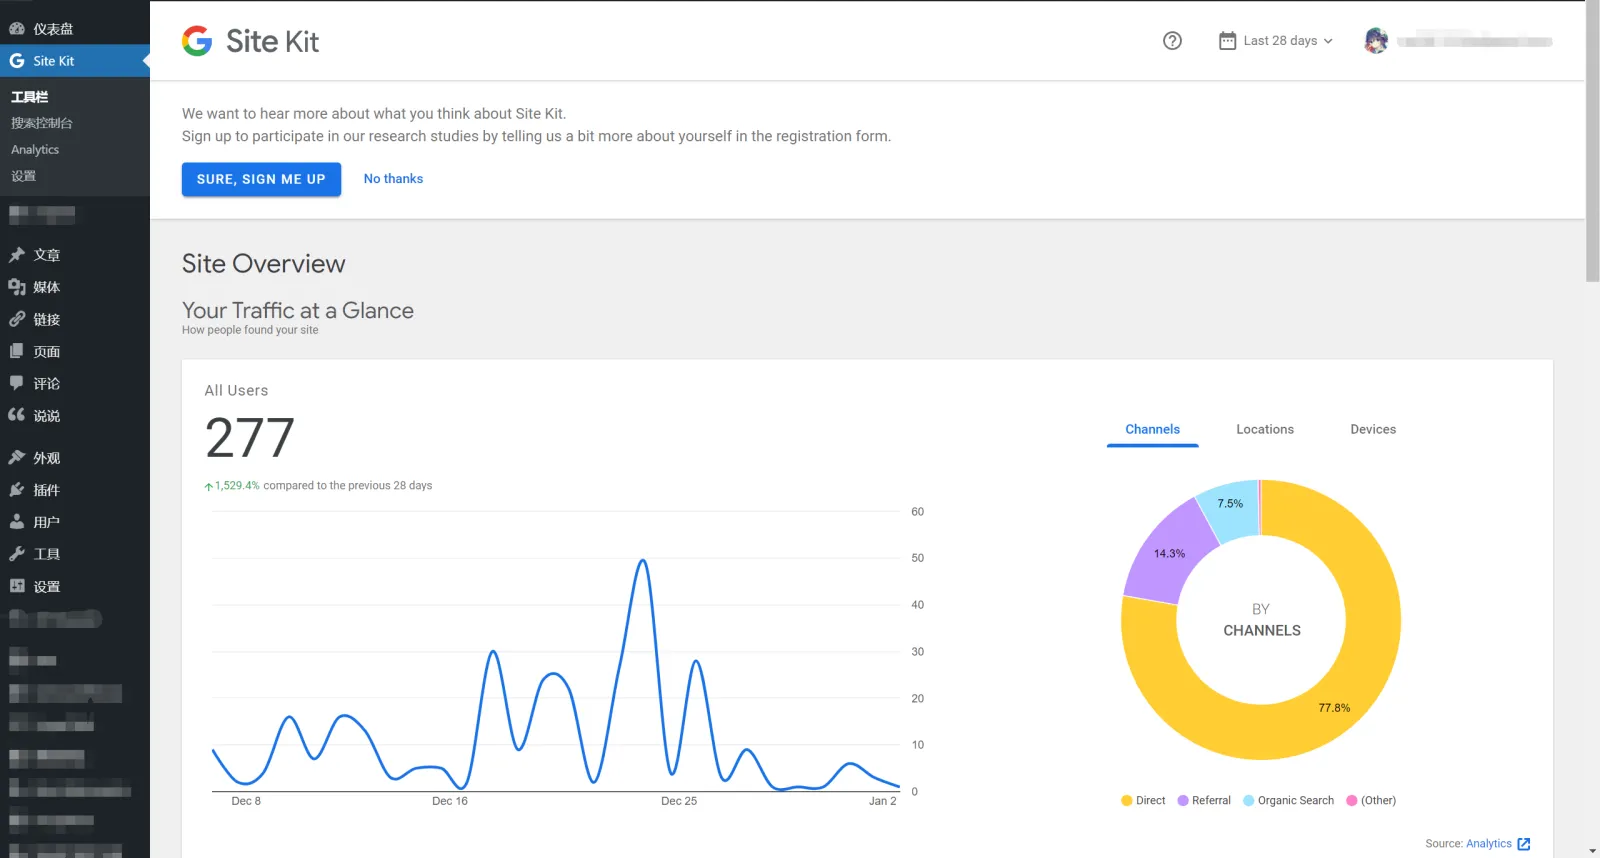 仪表盘
Site Kit
工具栏
搜索控制台
Analytics
设置
文章
媒体
链接
页面
评论
说说
外观
插件
用户
工具
设置
Site Kit
Last 28 days
We want to hear more about what you think about Site Kit.
Sign up to participate in our research studies by telling us a bit more about yourself in the registration form.
SURE, SIGN ME UP
No thanks
Site Overview
Your Traffic at a Glance
How people found your site
All Users
277
1,529.4% compared to the previous 28 days
60
50
40
30
20
10
0
Dec 8
Dec 16
Dec 25
Jan 2
Channels
Locations
Devices
7.5%
14.3%
BY
CHANNELS
77.8%
Direct
Referral
Organic Search
(Other)
Source: Analytics